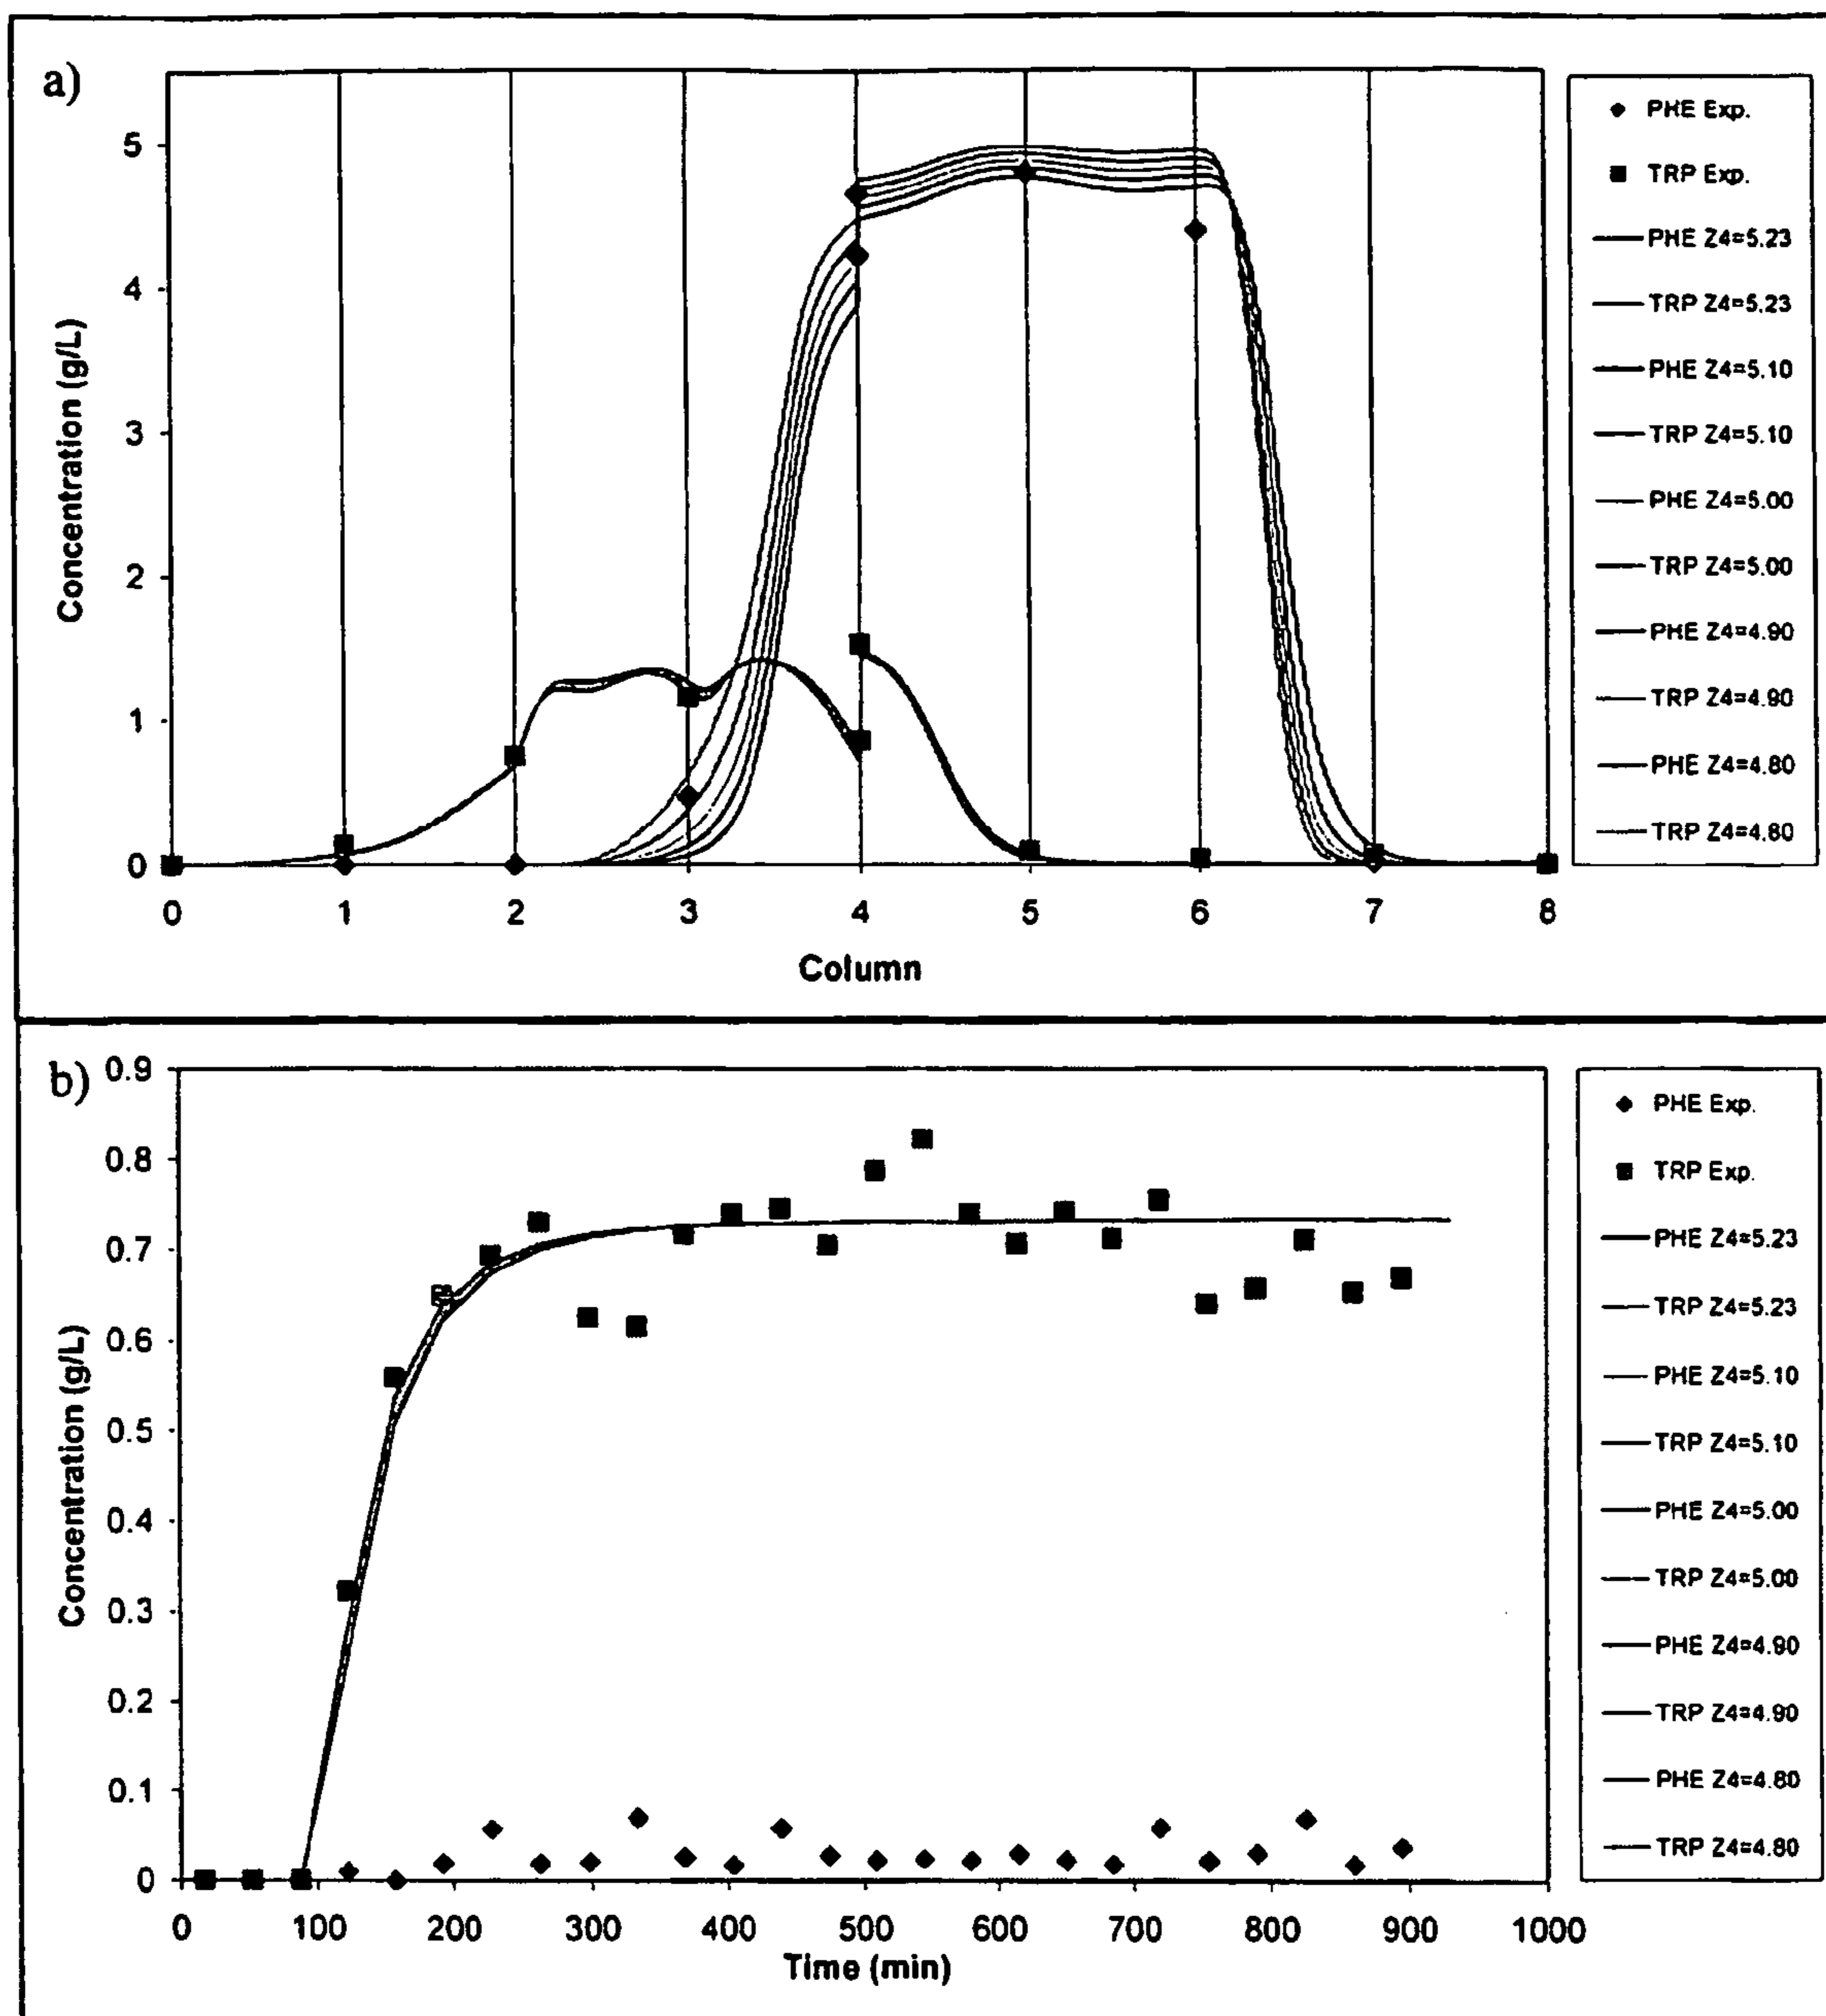 a)
5
4
3
2
1
0
Concentration (g/L)
0 1 2 3 4 5 6 7 8
Column
PHE Exp.
TRP Exp.
PHE Z4=5.23
TRP Z4=5.23
PHE Z4=5.10
TRP Z4=5.10
PHE Z4=5.00
TRP Z4=5.00
PHE Z4=4.90
TRP Z4=4.90
PHE Z4=4.80
TRP Z4=4.80
b)
0.9
0.8
0.7
0.6
0.5
0.4
0.3
0.2
0.1
0
Concentration (g/L)
0 100 200 300 400 500 600 700 800 900 1000
Time (min)
PHE Exp.
TRP Exp.
PHE Z4=5.23
TRP Z4=5.23
PHE Z4=5.10
TRP Z4=5.10
PHE Z4=5.00
TRP Z4=5.00
PHE Z4=4.90
TRP Z4=4.90
PHE Z4=4.80
TRP Z4=4.80